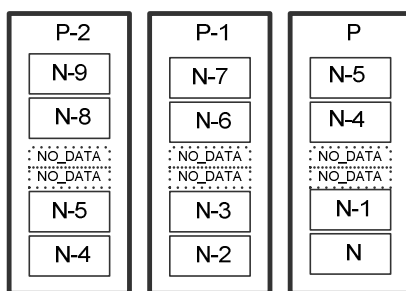 P-2
N-9
N-8
NO_DATA
NO_DATA
N-5
N-4
P-1
N-7
N-6
NO_DATA
NO_DATA
N-3
N-2
P
N-5
N-4
NO_DATA
NO_DATA
N-1
N